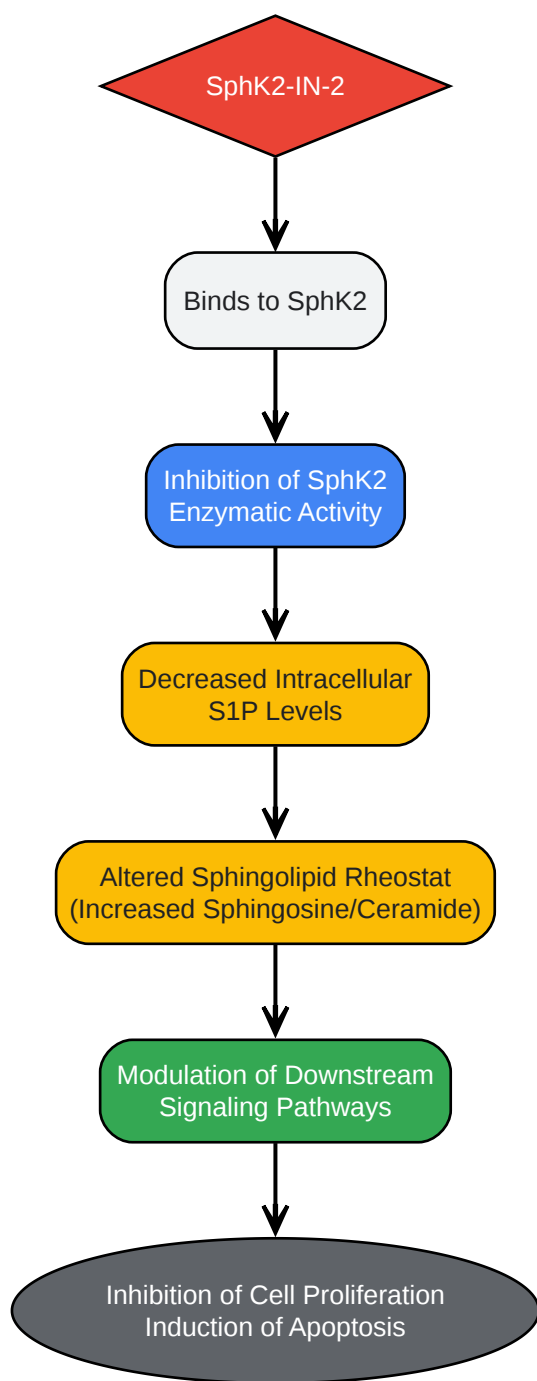 SphK2-IN-2
Binds to SphK2
Inhibition of SphK2
Enzymatic Activity
Decreased Intracellular
S1P Levels
Altered Sphingolipid Rheostat
(Increased Sphingosine/Ceramide)
Modulation of Downstream
Signaling Pathways
Inhibition of Cell Proliferation
Induction of Apoptosis